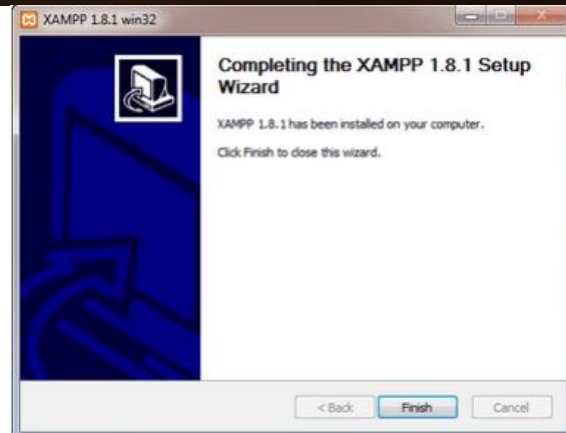 XAMPP 1.8.1 win32
Completing the XAMPP 1.8.1 Setup
Wizard
XAMPP 1.8.1 has been installed on your computer.
Click Finish to close this wizard.
< Back
Finish
Cancel